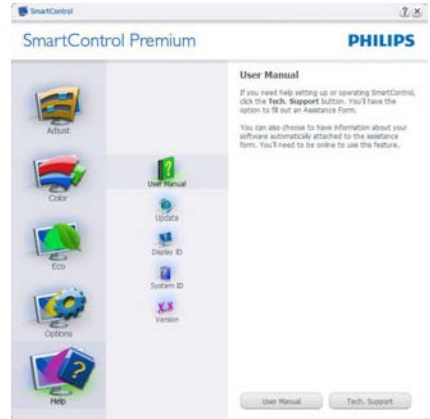 SmartControl
SmartControl Premium
PHILIPS
Adjust
Color
Eco
Options
Help
User Manual
Update
Display ID
System ID
X.X
Version
User Manual
If you need help setting up or operating SmartControl,
click the Tech. Support button. You'll have the
option to fill out an Assistance Form.
You can also choose to have information about your
software automatically attached to the assistance
form. You'll need to be online to use this feature.
User Manual
Tech. Support